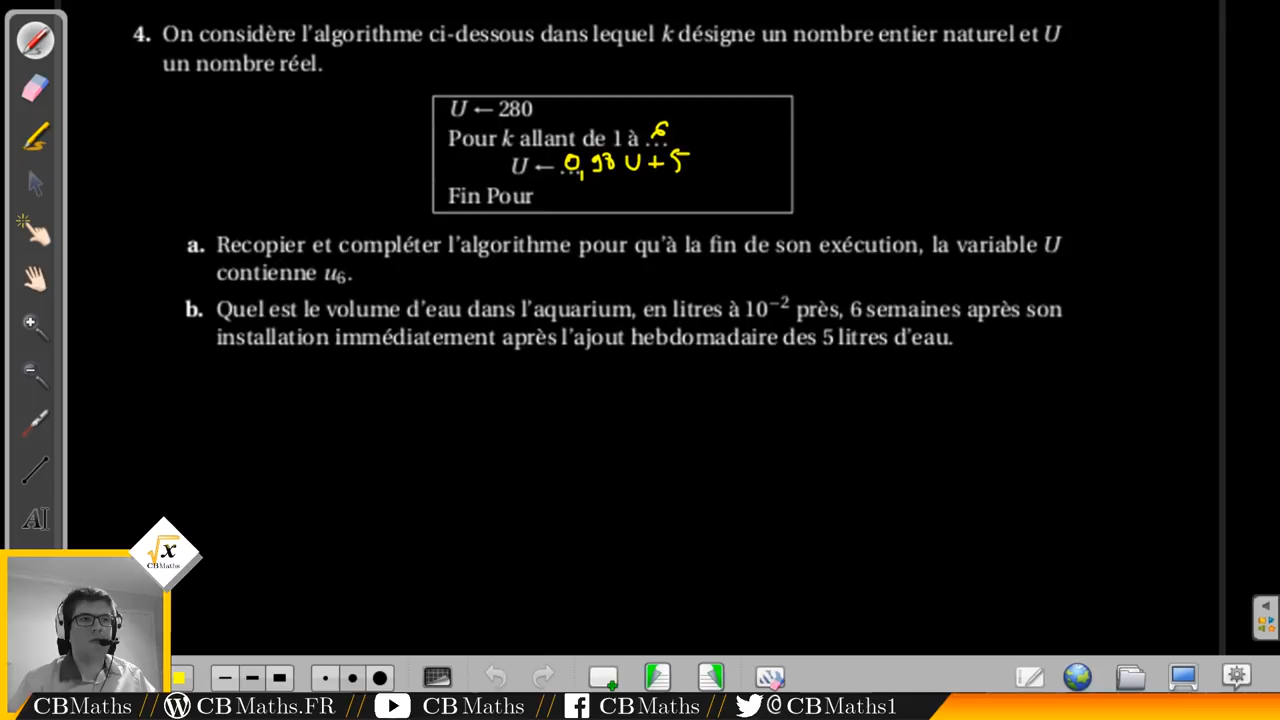 4. On considère l'algorithme ci-dessous dans lequel k désigne un nombre entier naturel et U
un nombre réel.
U ← 280
Pour k allant de 1 à ... 6
U ← ... 0,98 U + 5
Fin Pour
a. Recopier et compléter l'algorithme pour qu'à la fin de son exécution, la variable U
contienne u₆.
b. Quel est le volume d'eau dans l'aquarium, en litres à 10⁻² près, 6 semaines après son
installation immédiatement après l'ajout hebdomadaire des 5 litres d'eau.
AI
√x
CBMaths
CBMaths CBMaths.FR CBMaths CBMaths @CBMaths1